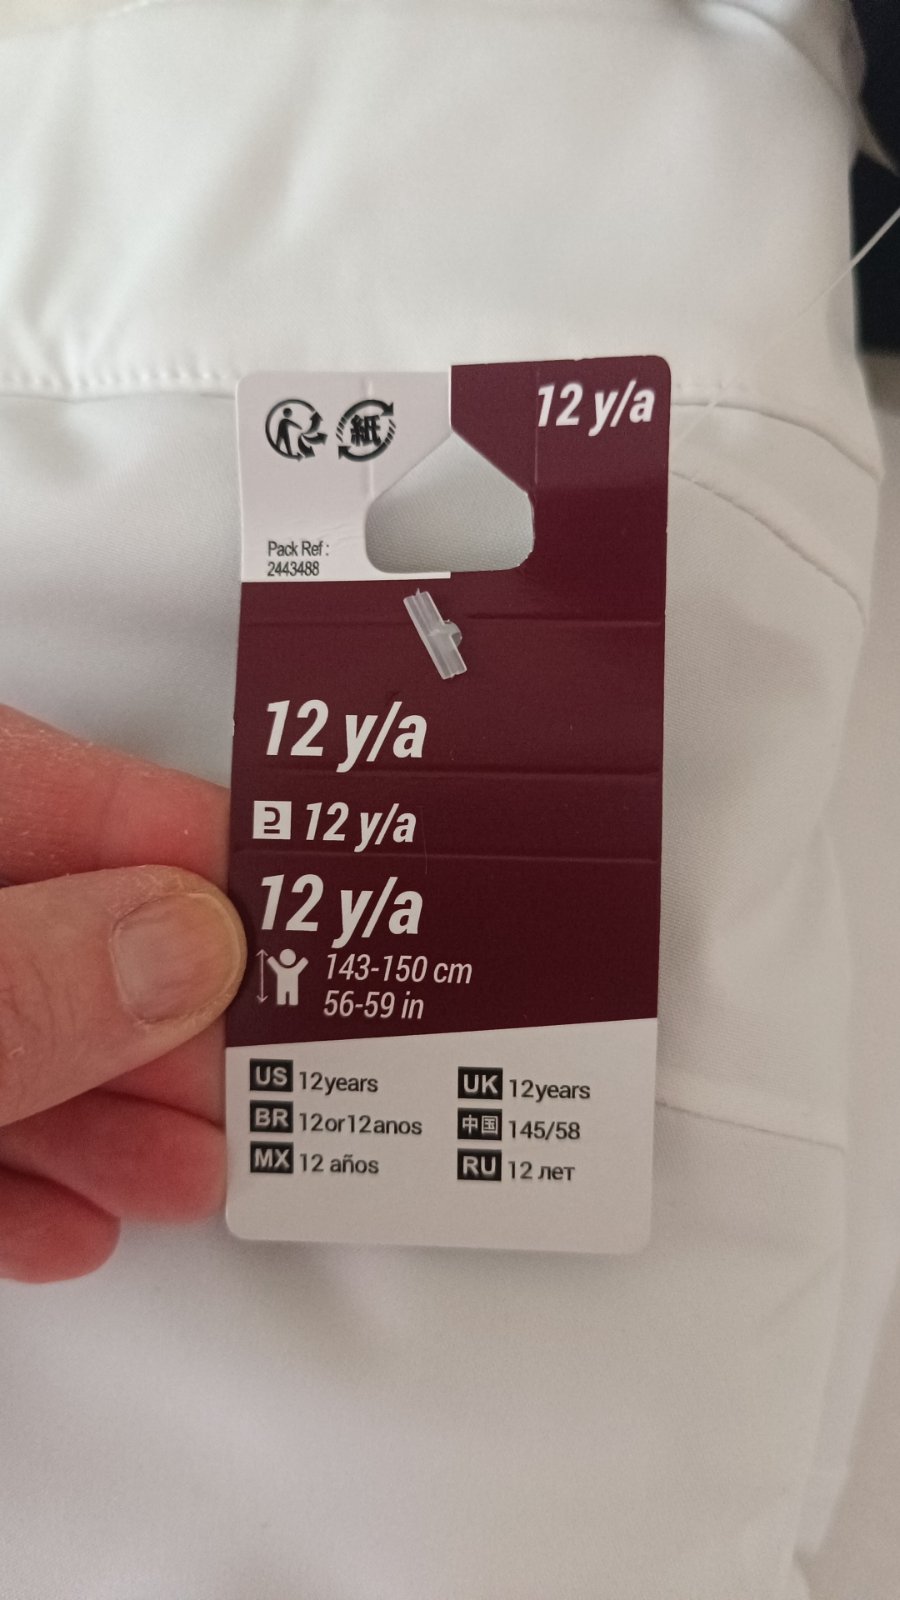 12 y/a
紙
Pack Ref :
2443488
12 y/a
12 y/a
12 y/a
143-150 cm
56-59 in
US 12years
UK 12years
BR 12or12anos
中国 145/58
MX 12 años
RU 12 лет